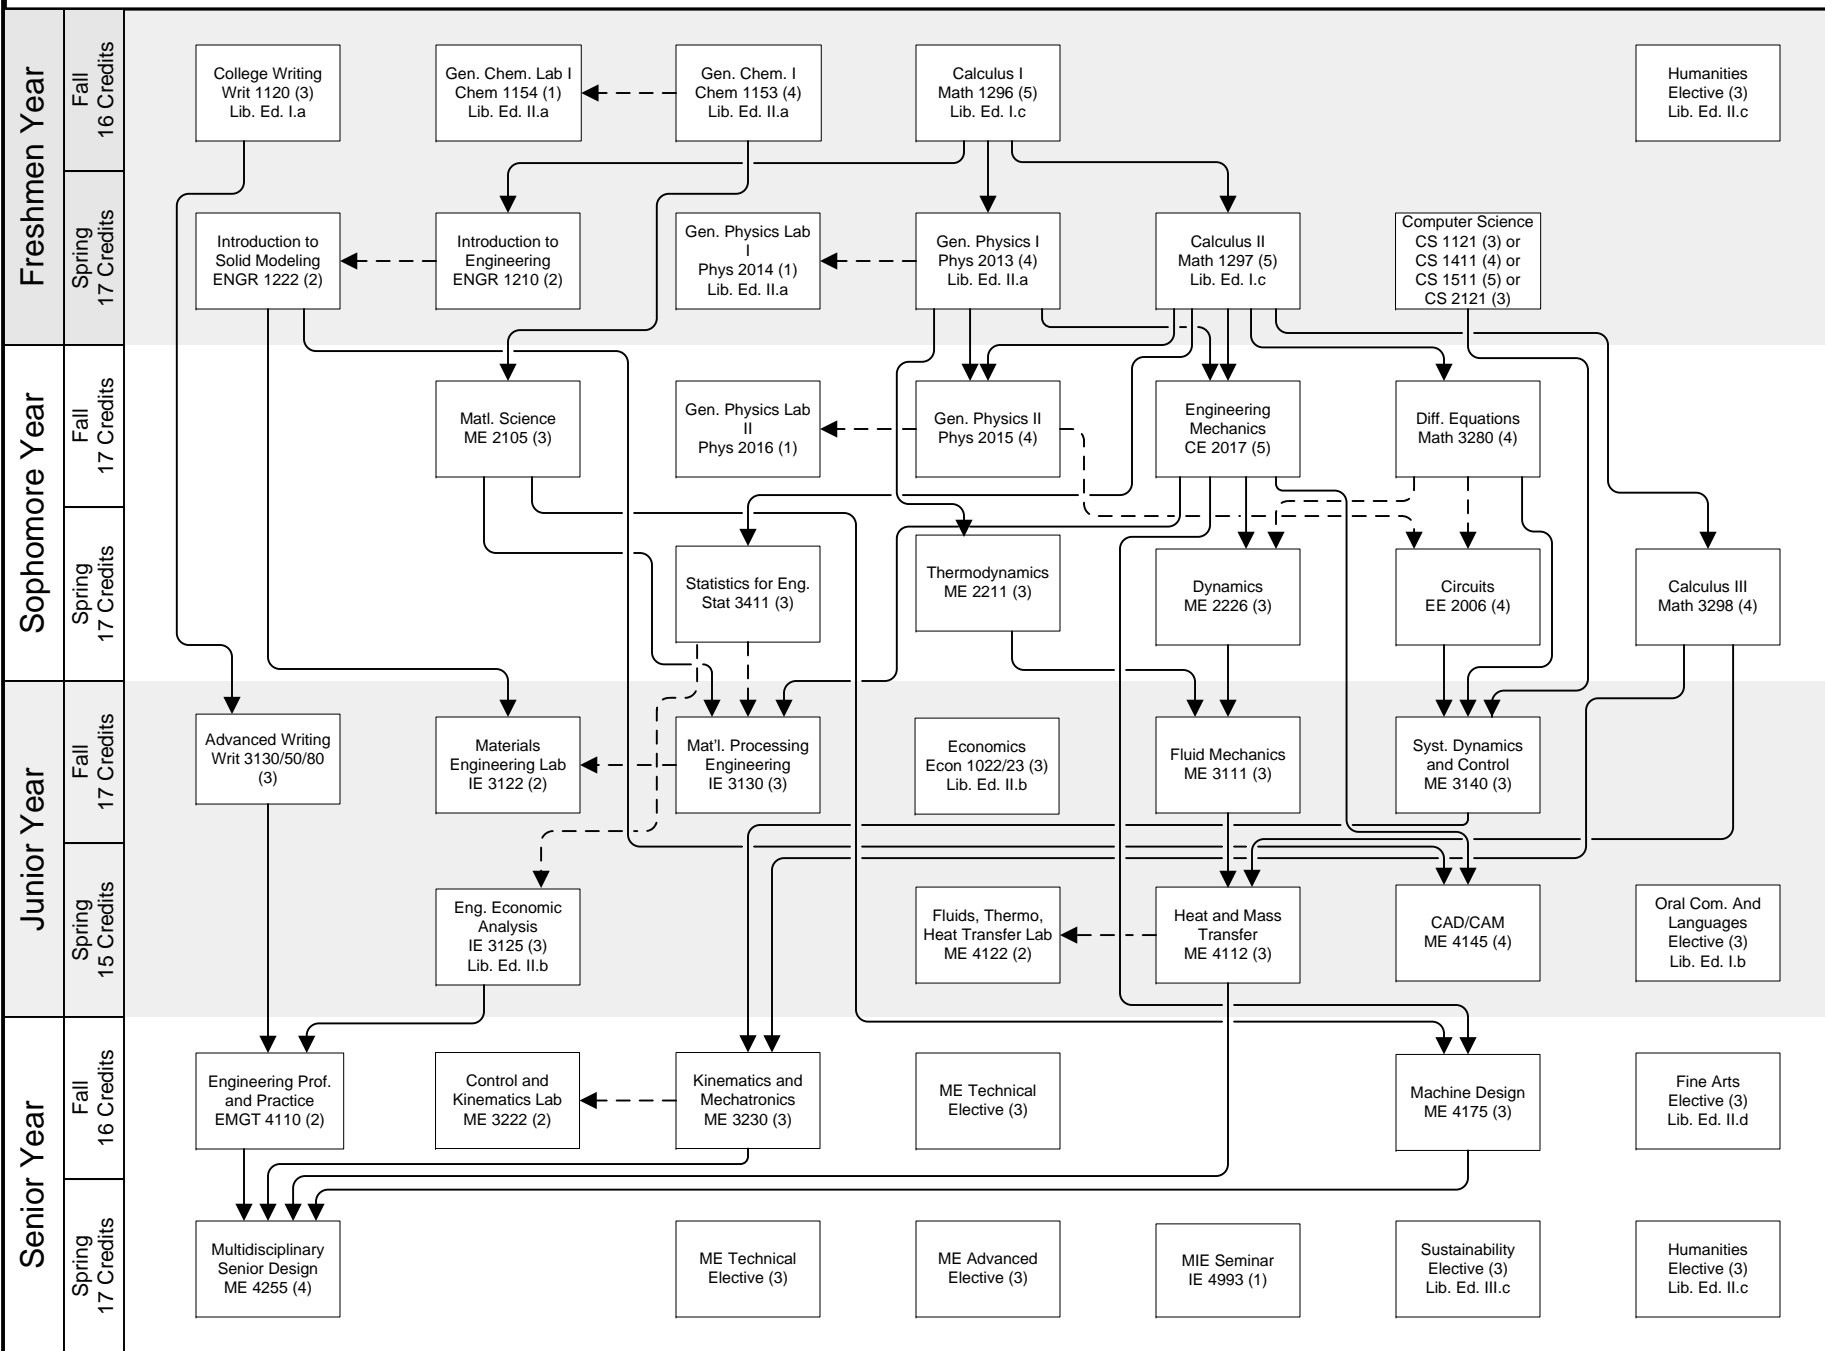 Freshmen Year
Fall
16 Credits
College Writing
Writ 1120 (3)
Lib. Ed. I.a
Gen. Chem. Lab I
Chem 1154 (1)
Lib. Ed. II.a
Gen. Chem. I
Chem 1153 (4)
Lib. Ed. II.a
Calculus I
Math 1296 (5)
Lib. Ed. I.c
Humanities
Elective (3)
Lib. Ed. II.c
Spring
17 Credits
Introduction to
Solid Modeling
ENGR 1222 (2)
Introduction to
Engineering
ENGR 1210 (2)
Gen. Physics Lab
I
Phys 2014 (1)
Lib. Ed. II.a
Gen. Physics I
Phys 2013 (4)
Lib. Ed. II.a
Calculus II
Math 1297 (5)
Lib. Ed. I.c
Computer Science
CS 1121 (3) or
CS 1411 (4) or
CS 1511 (5) or
CS 2121 (3)
Sophomore Year
Fall
17 Credits
Matl. Science
ME 2105 (3)
Gen. Physics Lab
II
Phys 2016 (1)
Gen. Physics II
Phys 2015 (4)
Engineering
Mechanics
CE 2017 (5)
Diff. Equations
Math 3280 (4)
Spring
17 Credits
Statistics for Eng.
Stat 3411 (3)
Thermodynamics
ME 2211 (3)
Dynamics
ME 2226 (3)
Circuits
EE 2006 (4)
Calculus III
Math 3298 (4)
Junior Year
Fall
17 Credits
Advanced Writing
Writ 3130/50/80
(3)
Materials
Engineering Lab
IE 3122 (2)
Mat'l. Processing
Engineering
IE 3130 (3)
Economics
Econ 1022/23 (3)
Lib. Ed. II.b
Fluid Mechanics
ME 3111 (3)
Syst. Dynamics
and Control
ME 3140 (3)
Spring
15 Credits
Eng. Economic
Analysis
IE 3125 (3)
Lib. Ed. II.b
Fluids, Thermo,
Heat Transfer Lab
ME 4122 (2)
Heat and Mass
Transfer
ME 4112 (3)
CAD/CAM
ME 4145 (4)
Oral Com. And
Languages
Elective (3)
Lib. Ed. I.b
Senior Year
Fall
16 Credits
Engineering Prof.
and Practice
EMGT 4110 (2)
Control and
Kinematics Lab
ME 3222 (2)
Kinematics and
Mechatronics
ME 3230 (3)
ME Technical
Elective (3)
Machine Design
ME 4175 (3)
Fine Arts
Elective (3)
Lib. Ed. II.d
Spring
17 Credits
Multidisciplinary
Senior Design
ME 4255 (4)
ME Technical
Elective (3)
ME Advanced
Elective (3)
MIE Seminar
IE 4993 (1)
Sustainability
Elective (3)
Lib. Ed. III.c
Humanities
Elective (3)
Lib. Ed. II.c